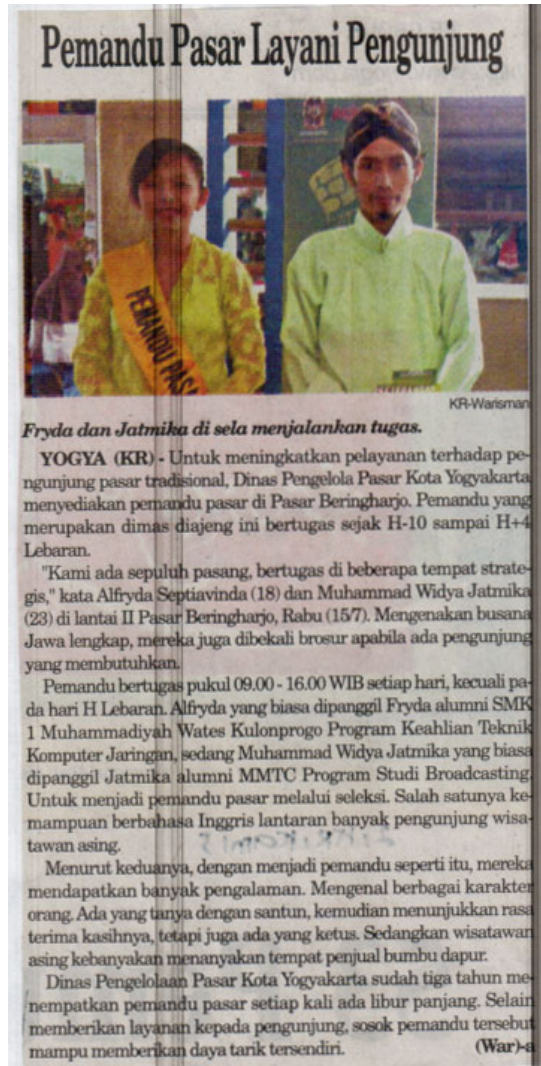 Pemandu Pasar Layani Pengunjung
PEMANDU PASA
KR-Warisman
Fryda dan Jatmika di sela menjalankan tugas.
YOGYA (KR) - Untuk meningkatkan pelayanan terhadap pe-
ngunjung pasar tradisional, Dinas Pengelola Pasar Kota Yogyakarta
menyediakan pemandu pasar di Pasar Beringharjo. Pemandu yang
merupakan dimas diajeng ini bertugas sejak H-10 sampai H+4
Lebaran.
"Kami ada sepuluh pasang, bertugas di beberapa tempat strate-
gis," kata Alfryda Septiavinda (18) dan Muhammad Widya Jatmika
(23) di lantai II Pasar Beringharjo, Rabu (15/7). Mengenakan busana
Jawa lengkap, mereka juga dibekali brosur apabila ada pengunjung
yang membutuhkan.
Pemandu bertugas pukul 09.00 - 16.00 WIB setiap hari, kecuali pa-
da hari H Lebaran. Alfryda yang biasa dipanggil Fryda alumni SMK
1 Muhammadiyah Wates Kulonprogo Program Keahlian Teknik
Komputer Jaringan, sedang Muhammad Widya Jatmika yang biasa
dipanggil Jatmika alumni MMTC Program Studi Broadcasting.
Untuk menjadi pemandu pasar melalui seleksi. Salah satunya ke-
mampuan berbahasa Inggris lantaran banyak pengunjung wisa-
tawan asing.
Menurut keduanya, dengan menjadi pemandu seperti itu, mereka
mendapatkan banyak pengalaman. Mengenal berbagai karakter
orang. Ada yang tanya dengan santun, kemudian menunjukkan rasa
terima kasihnya, tetapi juga ada yang ketus. Sedangkan wisatawan
asing kebanyakan menanyakan tempat penjual bumbu dapur.
Dinas Pengelolaan Pasar Kota Yogyakarta sudah tiga tahun me-
nempatkan pemandu pasar setiap kali ada libur panjang. Selain
memberikan layanan kepada pengunjung, sosok pemandu tersebut
mampu memberikan daya tarik tersendiri. (War)-a